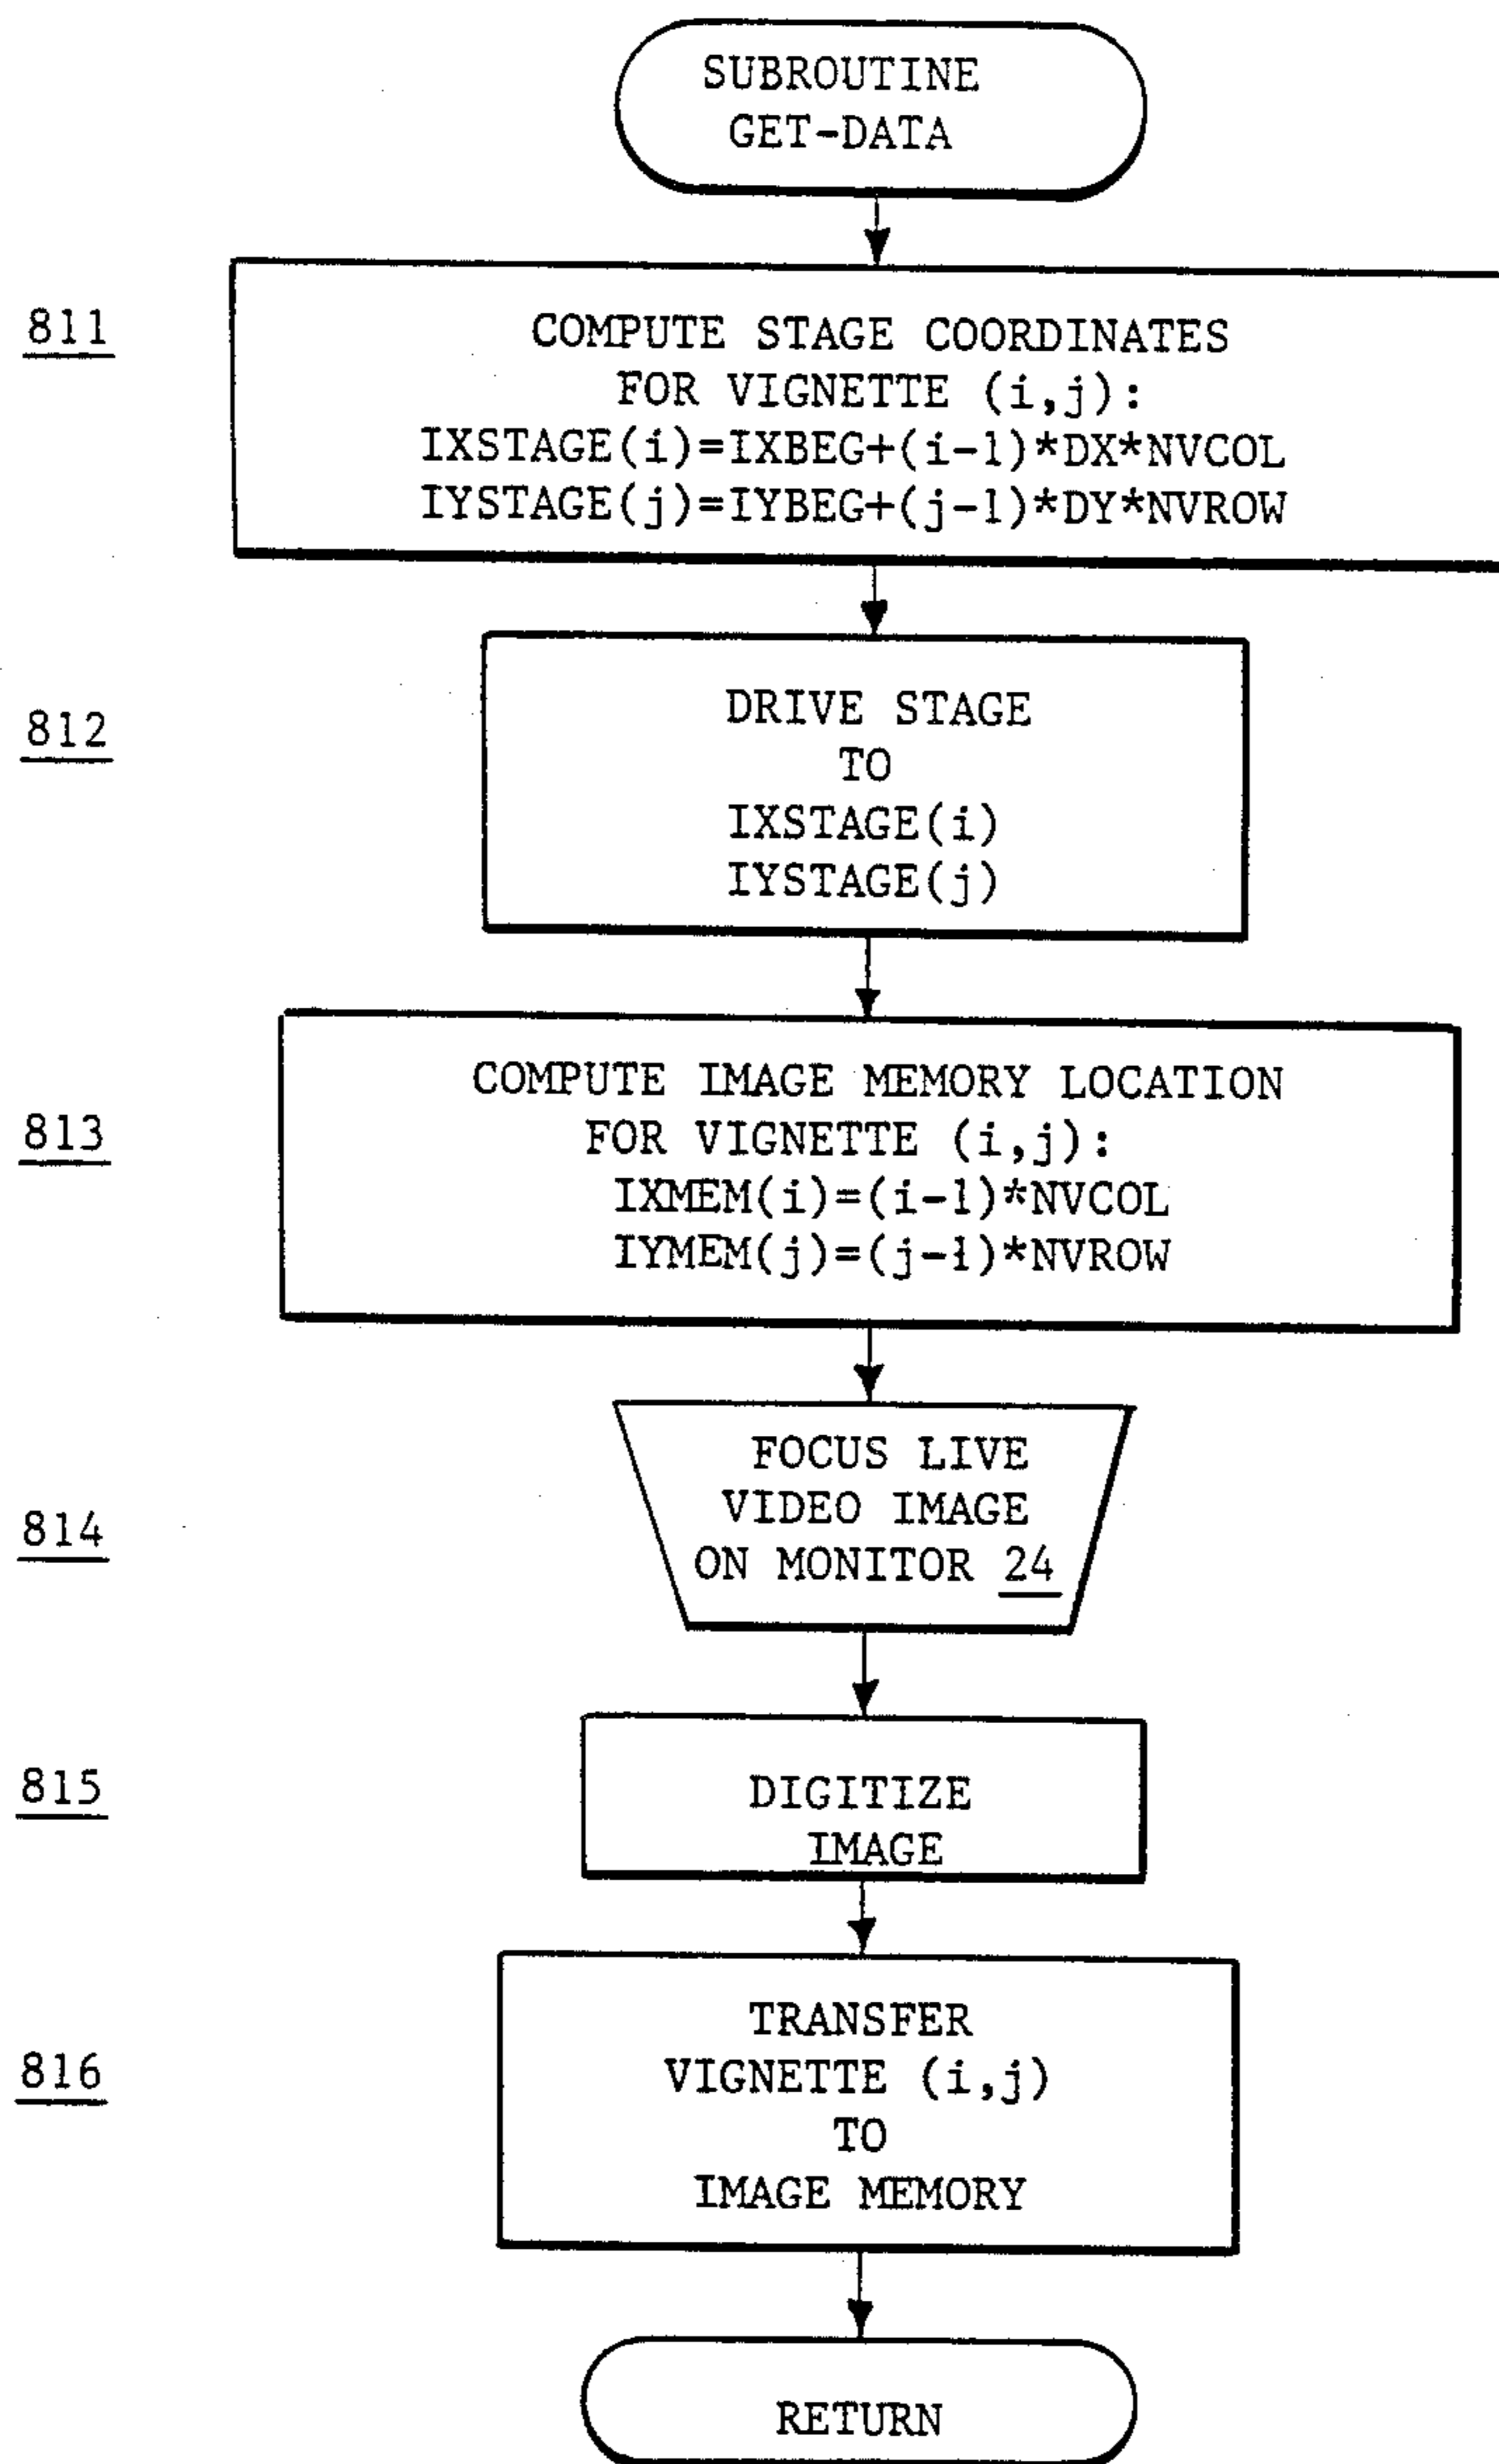 SUBROUTINE
GET-DATA
811
COMPUTE STAGE COORDINATES
FOR VIGNETTE (i,j):
IXSTAGE(i)=IXBEG+(i-1)*DX*NVCOL
IYSTAGE(j)=IYBEG+(j-1)*DY*NVROW
812
DRIVE STAGE
TO
IXSTAGE(i)
IYSTAGE(j)
813
COMPUTE IMAGE MEMORY LOCATION
FOR VIGNETTE (i,j):
IXMEM(i)=(i-1)*NVCOL
IYMEM(j)=(j-1)*NVROW
814
FOCUS LIVE
VIDEO IMAGE
ON MONITOR 24
815
DIGITIZE
IMAGE
816
TRANSFER
VIGNETTE (i,j)
TO
IMAGE MEMORY
RETURN